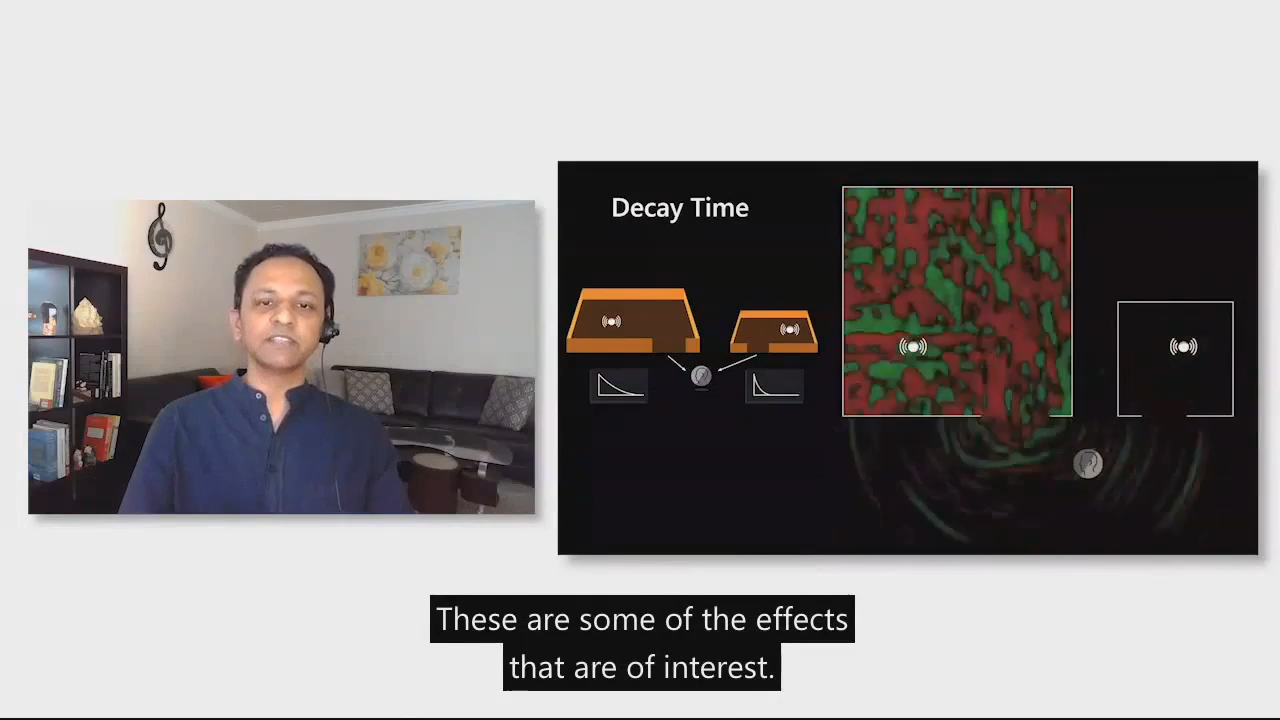 Decay Time
These are some of the effects
that are of interest.